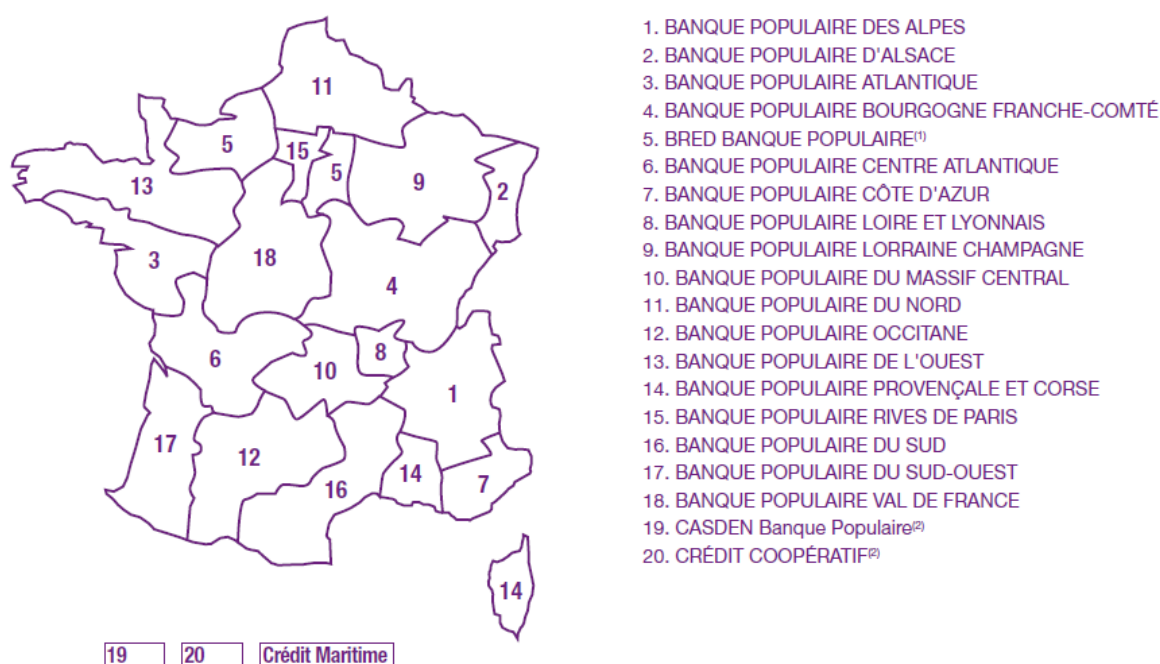 11
5
15
5
9
2
13
3
18
4
6
10
8
1
17
12
16
14
7
14
19
20
Crédit Maritime
1. BANQUE POPULAIRE DES ALPES
2. BANQUE POPULAIRE D'ALSACE
3. BANQUE POPULAIRE ATLANTIQUE
4. BANQUE POPULAIRE BOURGOGNE FRANCHE-COMTÉ
5. BRED BANQUE POPULAIRE(1)
6. BANQUE POPULAIRE CENTRE ATLANTIQUE
7. BANQUE POPULAIRE CÔTE D'AZUR
8. BANQUE POPULAIRE LOIRE ET LYONNAIS
9. BANQUE POPULAIRE LORRAINE CHAMPAGNE
10. BANQUE POPULAIRE DU MASSIF CENTRAL
11. BANQUE POPULAIRE DU NORD
12. BANQUE POPULAIRE OCCITANE
13. BANQUE POPULAIRE DE L'OUEST
14. BANQUE POPULAIRE PROVENÇALE ET CORSE
15. BANQUE POPULAIRE RIVES DE PARIS
16. BANQUE POPULAIRE DU SUD
17. BANQUE POPULAIRE DU SUD-OUEST
18. BANQUE POPULAIRE VAL DE FRANCE
19. CASDEN Banque Populaire(2)
20. CRÉDIT COOPÉRATIF(2)